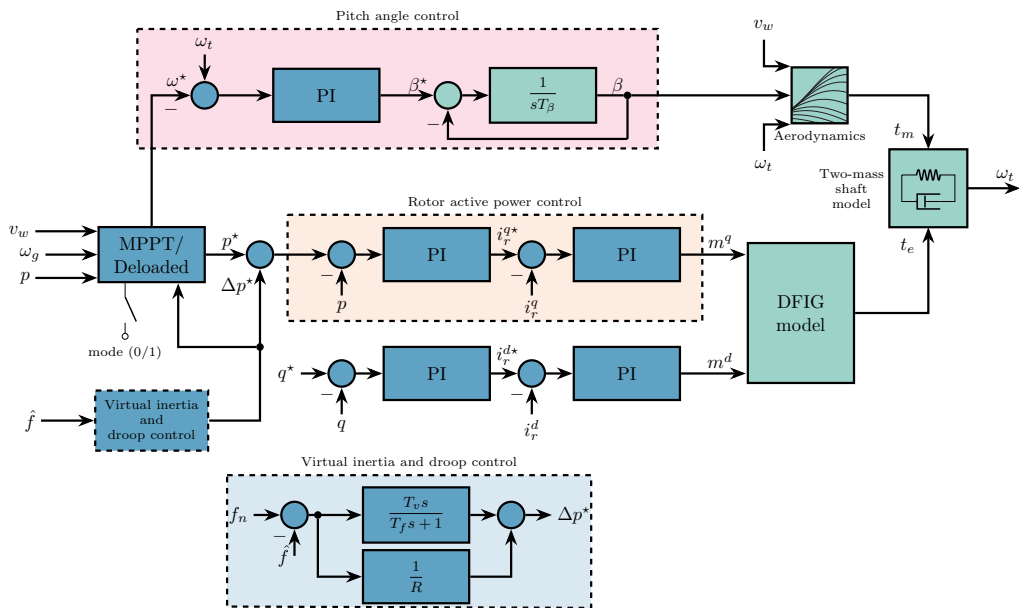 Pitch angle control
ω_t
ω^⋆
−
PI
β^⋆
−
1
sT_β
β
v_w
ω_t
Aerodynamics
t_m
Two-mass
shaft
model
ω_t
t_e
Rotor active power control
v_w
ω_g
p
MPPT/
Deloaded
p^⋆
Δp^⋆
−
p
PI
i_r^{q⋆}
−
i_r^q
PI
m^q
DFIG
model
mode (0/1)
q^⋆
−
q
PI
i_r^{d⋆}
−
i_r^d
PI
m^d
f̂
Virtual inertia
and
droop control
Virtual inertia and droop control
f_n
−
f̂
T_v s
T_f s + 1
1
R
Δp^⋆